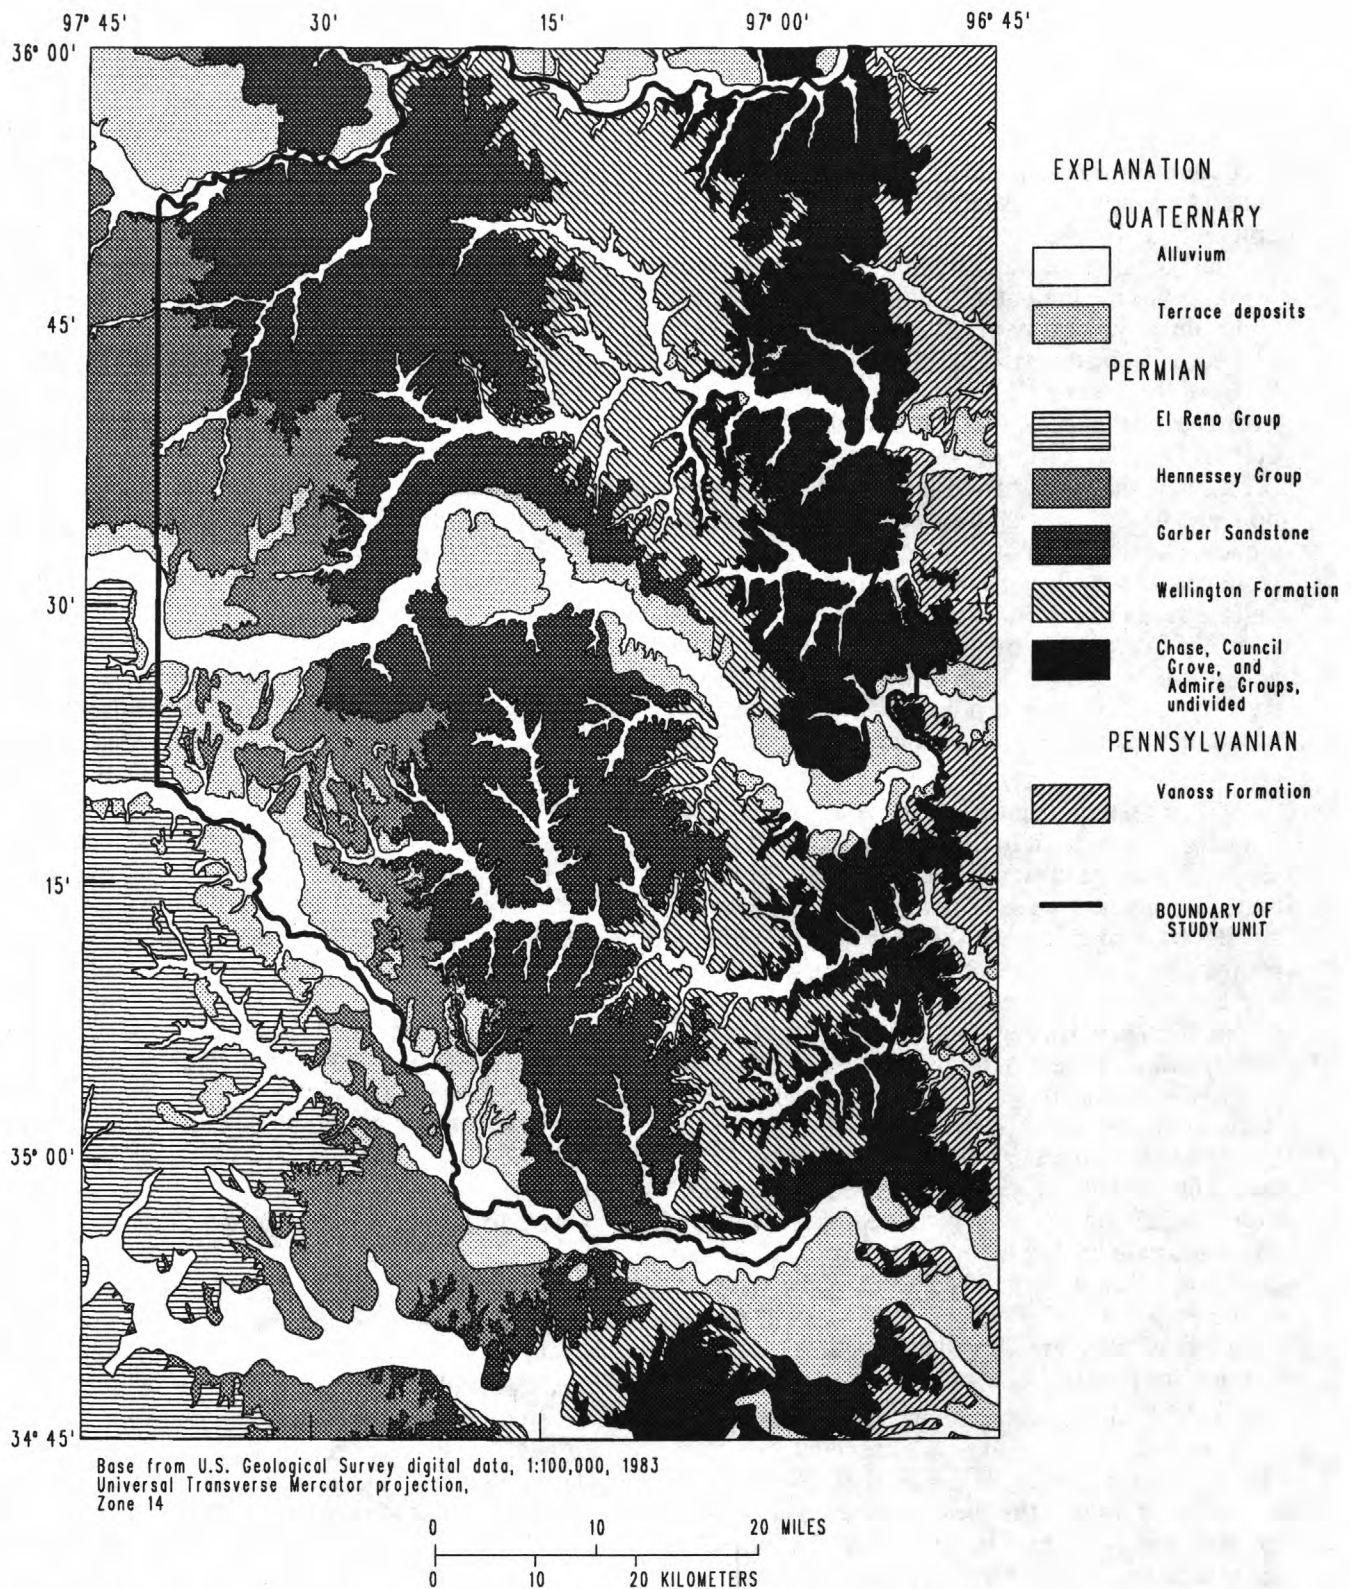 97° 45' 30' 15' 97° 00' 96° 45'
36° 00'
45'
30'
15'
35° 00'
34° 45'
EXPLANATION
QUATERNARY
Alluvium
Terrace deposits
PERMIAN
El Reno Group
Hennessey Group
Garber Sandstone
Wellington Formation
Chase, Council
Grove, and
Admire Groups,
undivided
PENNSYLVANIAN
Vanoss Formation
BOUNDARY OF
STUDY UNIT
Base from U.S. Geological Survey digital data, 1:100,000, 1983
Universal Transverse Mercator projection,
Zone 14
0 10 20 MILES
0 10 20 KILOMETERS